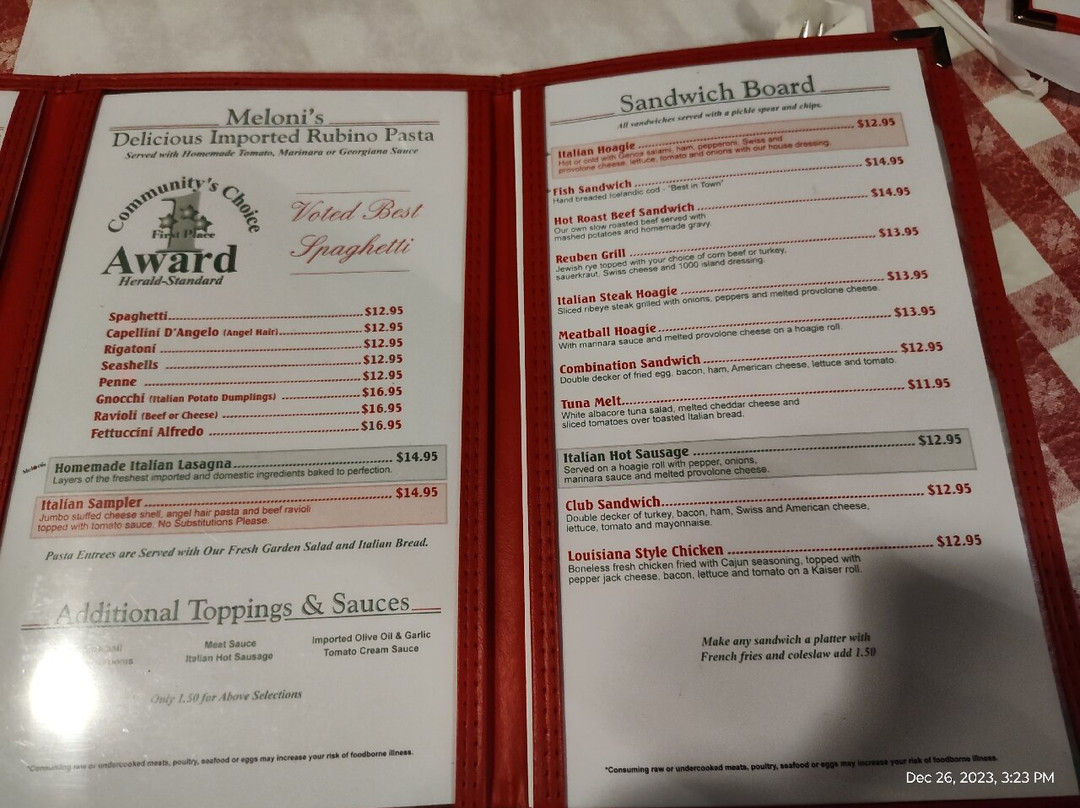 Meloni's
Delicious Imported Rubino Pasta
Served with Homemade Tomato, Marinara or Georgiana Sauce
Community's Choice
1
First Place
Award
Herald-Standard
Voted Best
Spaghetti
Spaghetti $12.95
Capellini D'Angelo (Angel Hair) $12.95
Rigatoni $12.95
Seashells $12.95
Penne $12.95
Gnocchi (Italian Potato Dumplings) $16.95
Ravioli (Beef or Cheese) $16.95
Fettuccini Alfredo $16.95
Homemade Italian Lasagna $14.95
Layers of the freshest imported and domestic ingredients baked to perfection.
Italian Sampler $14.95
Jumbo stuffed cheese shell, angel hair pasta and beef ravioli
topped with tomato sauce. No Substitutions Please.
Pasta Entrees are Served with Our Fresh Garden Salad and Italian Bread.
Additional Toppings & Sauces
Meat Sauce
Italian Hot Sausage
Imported Olive Oil & Garlic
Tomato Cream Sauce
Only 1.50 for Above Selections
*Consuming raw or undercooked meats, poultry, seafood or eggs may increase your risk of foodborne illness.
Sandwich Board
All sandwiches served with a pickle spear and chips.
Italian Hoagie $12.95
Hot or cold with Genoa salami, ham, pepperoni, Swiss and
provolone cheese, lettuce, tomato and onions with our house dressing.
Fish Sandwich $14.95
Hand breaded Icelandic cod - "Best in Town"
Hot Roast Beef Sandwich $14.95
Our own slow roasted beef served with
mashed potatoes and homemade gravy.
Reuben Grill $13.95
Jewish rye topped with your choice of corn beef or turkey,
sauerkraut, Swiss cheese and 1000 island dressing.
Italian Steak Hoagie $13.95
Sliced ribeye steak grilled with onions, peppers and melted provolone cheese.
Meatball Hoagie $13.95
With marinara sauce and melted provolone cheese on a hoagie roll.
Combination Sandwich $12.95
Double decker of fried egg, bacon, ham, American cheese, lettuce and tomato.
Tuna Melt $11.95
White albacore tuna salad, melted cheddar cheese and
sliced tomatoes over toasted Italian bread.
Italian Hot Sausage $12.95
Served on a hoagie roll with pepper, onions,
marinara sauce and melted provolone cheese.
Club Sandwich $12.95
Double decker of turkey, bacon, ham, Swiss and American cheese,
lettuce, tomato and mayonnaise.
Louisiana Style Chicken $12.95
Boneless fresh chicken fried with Cajun seasoning, topped with
pepper jack cheese, bacon, lettuce and tomato on a Kaiser roll.
Make any sandwich a platter with
French fries and coleslaw add 1.50
*Consuming raw or undercooked meats, poultry, seafood or eggs may increase your risk of foodborne illness.
Dec 26, 2023, 3:23 PM